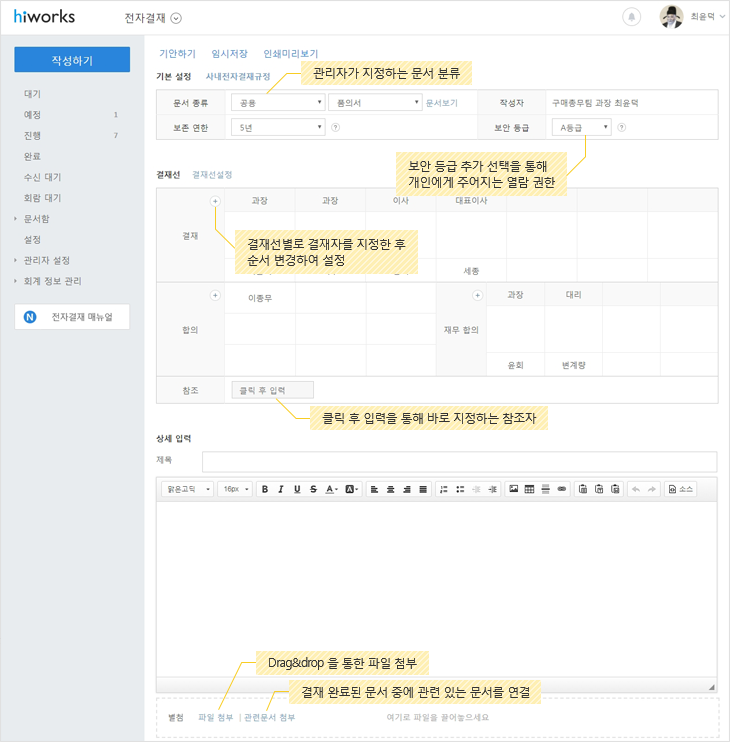 hiworks
전자결재
최윤덕
작성하기
대기
예정 1
진행 7
완료
수신 대기
회람 대기
문서함
설정
관리자 설정
회계 정보 관리
N 전자결재 매뉴얼
기안하기 임시저장 인쇄미리보기
기본 설정 사내전자결재규정
관리자가 지정하는 문서 분류
문서 종류 공용 품의서 문서보기 작성자 구매총무팀 과장 최윤덕
보존 연한 5년 ? 보안 등급 A등급 ?
보안 등급 추가 선택을 통해
개인에게 주어지는 열람 권한
결재선 결재선설정
결재 + 과장 과장 이사 대표이사
결재선별로 결재자를 지정한 후
순서 변경하여 설정
세종
합의 + 이종무
재무 합의 + 과장 대리
윤회 변계량
참조 클릭 후 입력
클릭 후 입력을 통해 바로 지정하는 참조자
상세 입력
제목
맑은고딕 16px B I U S A A 소스
Drag&drop 을 통한 파일 첨부
결재 완료된 문서 중에 관련 있는 문서를 연결
별첨 파일 첨부 | 관련문서 첨부 여기로 파일을 끌어놓으세요